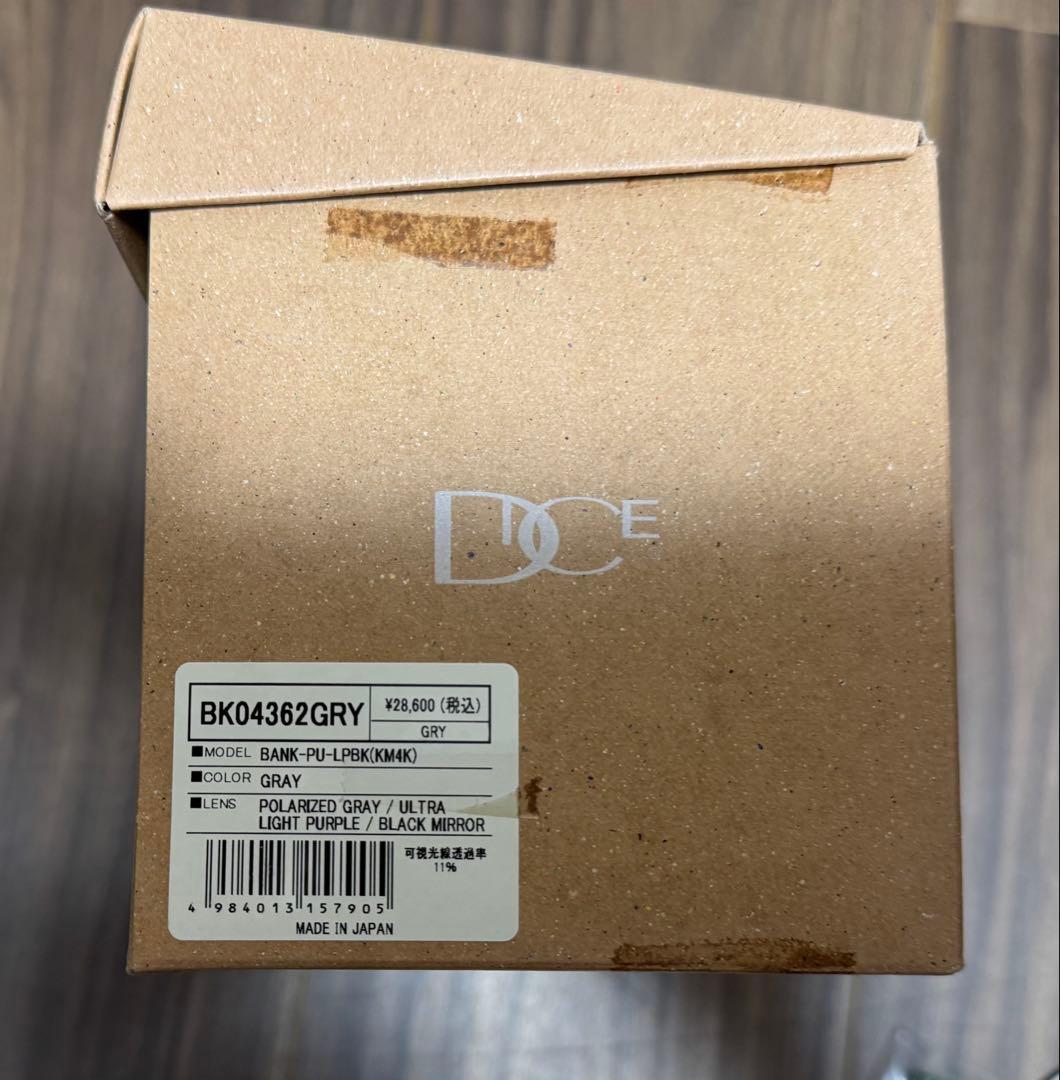 DICE
BK04362GRY
¥28,600(税込)
GRY
■MODEL BANK-PU-LPBK(KM4K)
■COLOR GRAY
■LENS POLARIZED GRAY / ULTRA
LIGHT PURPLE / BLACK MIRROR
可視光線透過率
11%
4 984013 157905
MADE IN JAPAN